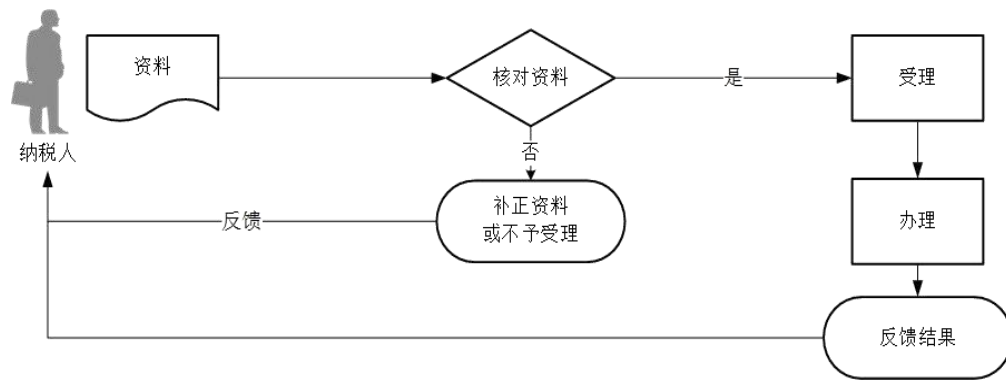 资料
核对资料
是
受理
纳税人
否
补正资料
或不予受理
反馈
办理
反馈结果